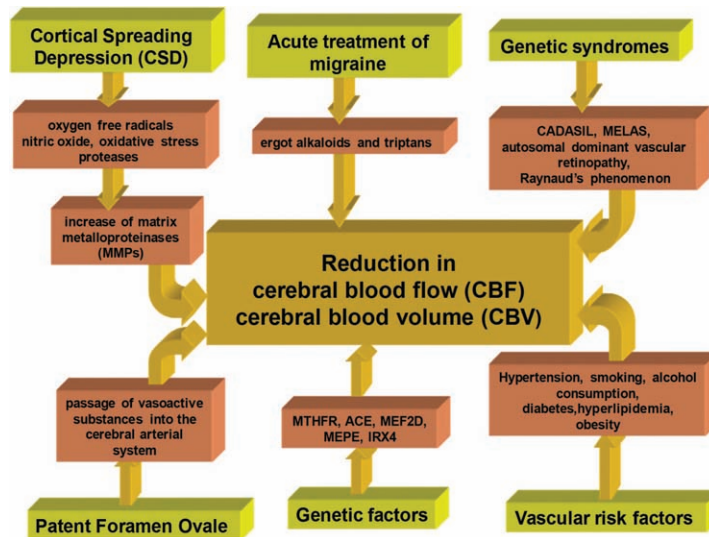 Cortical Spreading
Depression (CSD)
Acute treatment of
migraine
Genetic syndromes
oxygen free radicals
nitric oxide, oxidative stress
proteases
ergot alkaloids and triptans
CADASIL, MELAS,
autosomal dominant vascular
retinopathy,
Raynaud's phenomenon
increase of matrix
metalloproteinases
(MMPs)
Reduction in
cerebral blood flow (CBF)
cerebral blood volume (CBV)
passage of vasoactive
substances into the
cerebral arterial
system
MTHFR, ACE, MEF2D,
MEPE, IRX4
Hypertension, smoking, alcohol
consumption,
diabetes,hyperlipidemia,
obesity
Patent Foramen Ovale
Genetic factors
Vascular risk factors